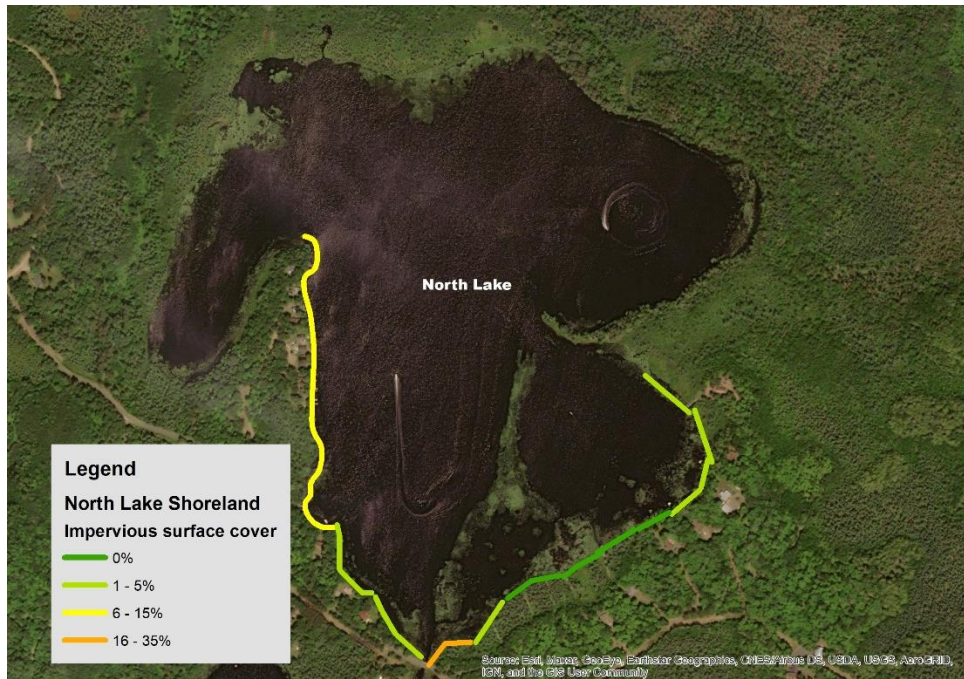 North Lake
Legend
North Lake Shoreland
Impervious surface cover
0%
1 - 5%
6 - 15%
16 - 35%
Source: Esri, Maxar, GeoEye, Earthstar Geographics, CNES/Airbus DS, USDA, USGS, AeroGRID,
IGN, and the GIS User Community